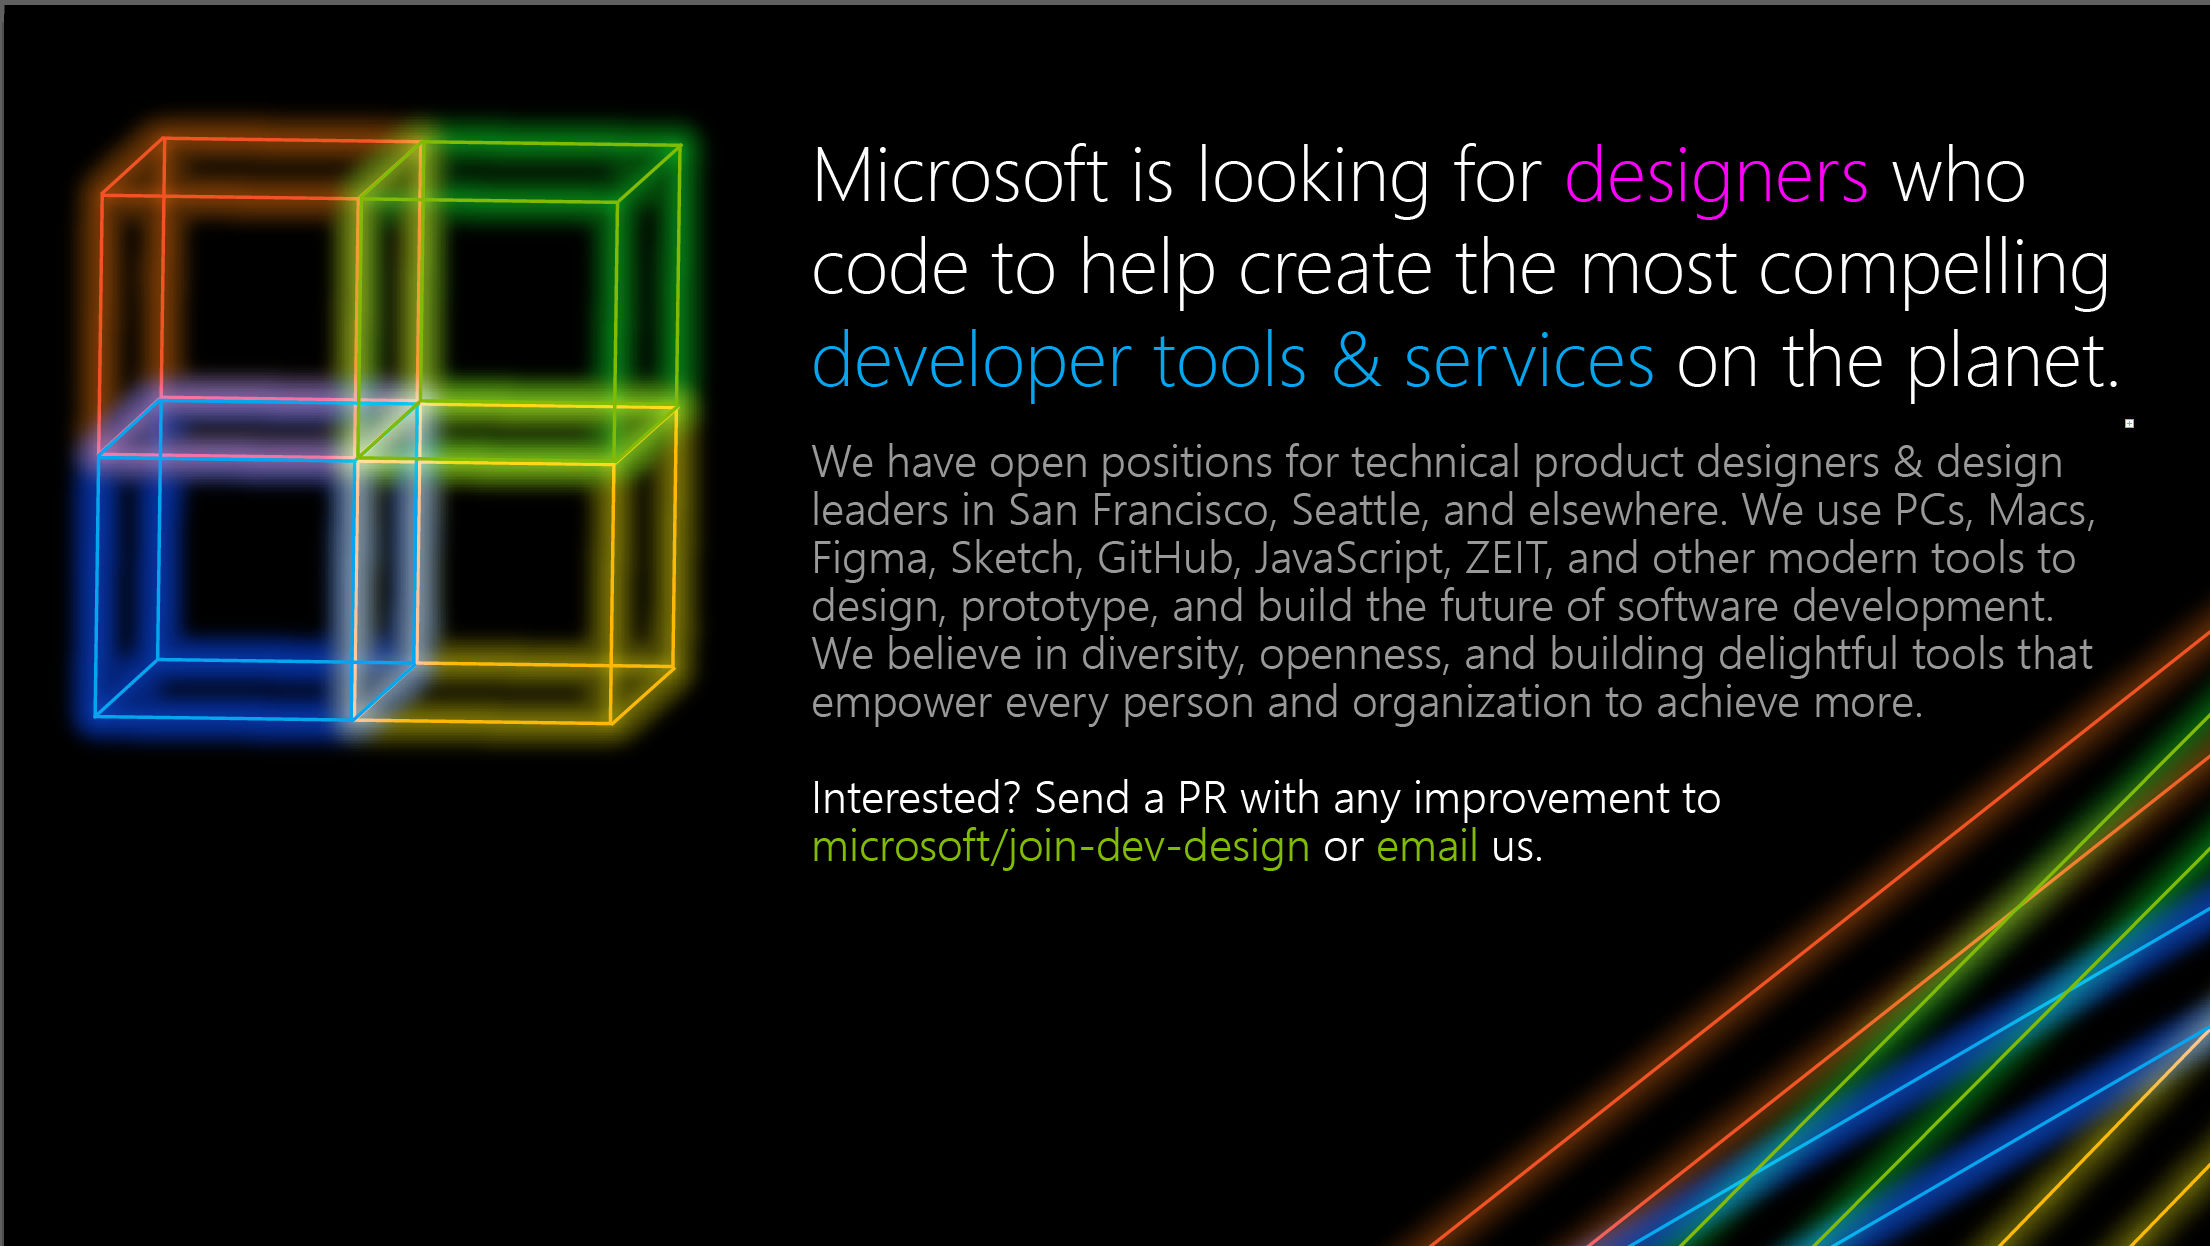 Microsoft is looking for designers who
code to help create the most compelling
developer tools & services on the planet.
We have open positions for technical product designers & design
leaders in San Francisco, Seattle, and elsewhere. We use PCs, Macs,
Figma, Sketch, GitHub, JavaScript, ZEIT, and other modern tools to
design, prototype, and build the future of software development.
We believe in diversity, openness, and building delightful tools that
empower every person and organization to achieve more.
Interested? Send a PR with any improvement to
microsoft/join-dev-design or email us.